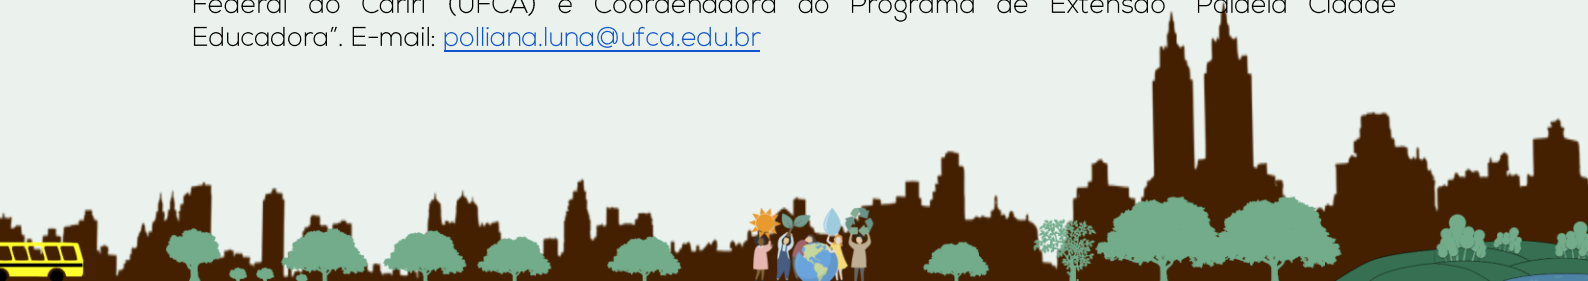 Federal do Cariri (UFCA) e Coordenadora do Programa de Extensão "Paideia Cidade
Educadora”. E-mail: polliana.luna@ufca.edu.br